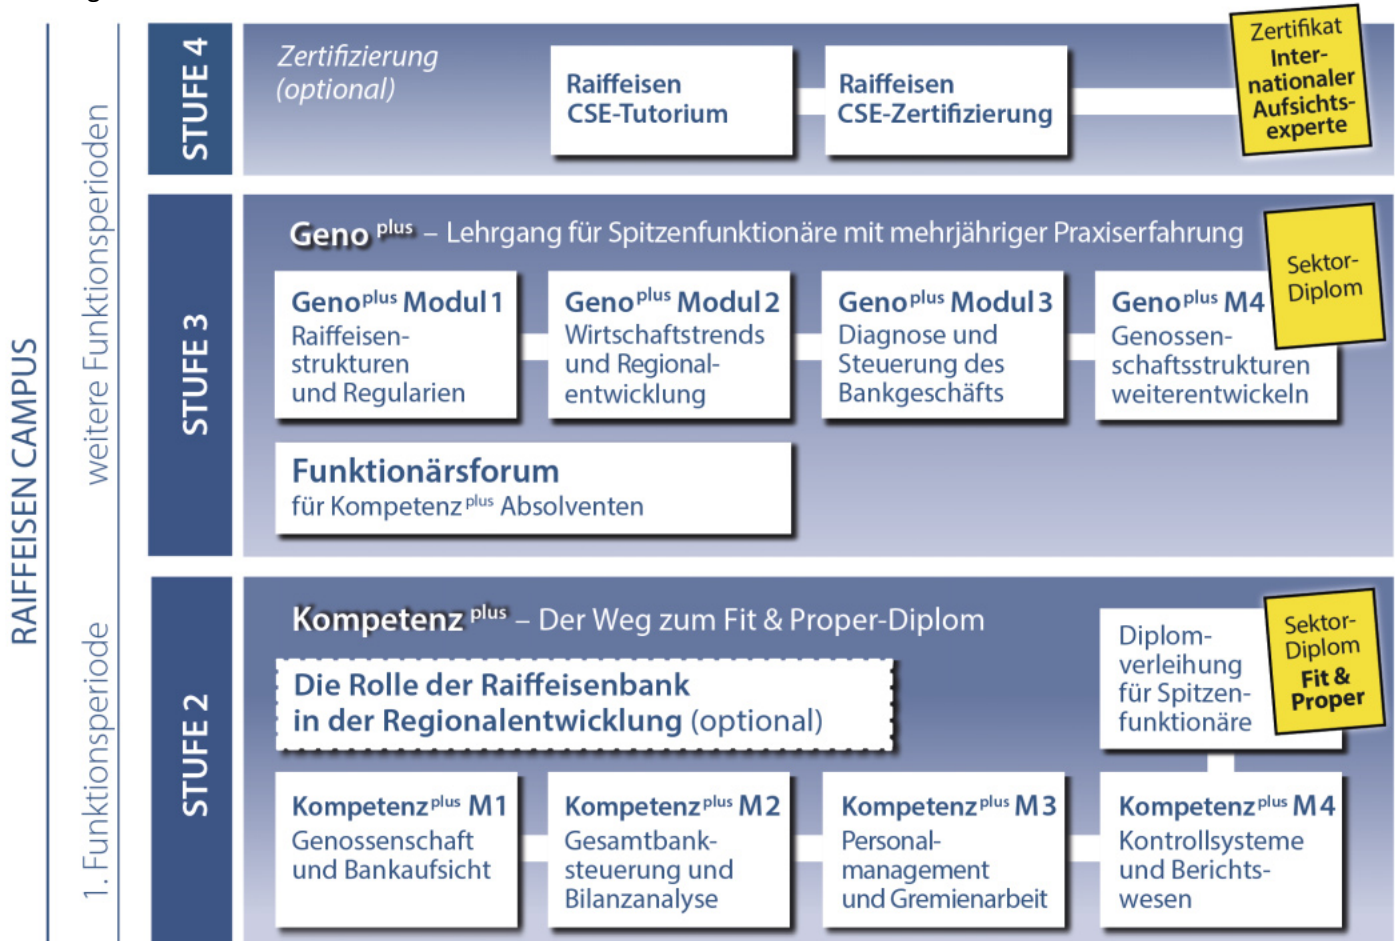 RAIFFEISEN CAMPUS
weitere Funktionsperioden
1. Funktionsperiode
STUFE 4
Zertifizierung
(optional)
Raiffeisen
CSE-Tutorium
Raiffeisen
CSE-Zertifizierung
Zertifikat
Inter-
nationaler
Aufsichts-
experte
STUFE 3
Geno plus – Lehrgang für Spitzenfunktionäre mit mehrjähriger Praxiserfahrung
Sektor-
Diplom
Geno plus Modul 1
Raiffeisen-
strukturen
und Regularien
Geno plus Modul 2
Wirtschaftstrends
und Regional-
entwicklung
Geno plus Modul 3
Diagnose und
Steuerung des
Bankgeschäfts
Geno plus M4
Genossen-
schaftsstrukturen
weiterentwickeln
Funktionärsforum
für Kompetenz plus Absolventen
STUFE 2
Kompetenz plus – Der Weg zum Fit & Proper-Diplom
Die Rolle der Raiffeisenbank
in der Regionalentwicklung (optional)
Diplom-
verleihung
für Spitzen-
funktionäre
Sektor-
Diplom
Fit &
Proper
Kompetenz plus M1
Genossenschaft
und Bankaufsicht
Kompetenz plus M2
Gesamtbank-
steuerung und
Bilanzanalyse
Kompetenz plus M3
Personal-
management
und Gremienarbeit
Kompetenz plus M4
Kontrollsysteme
und Berichts-
wesen